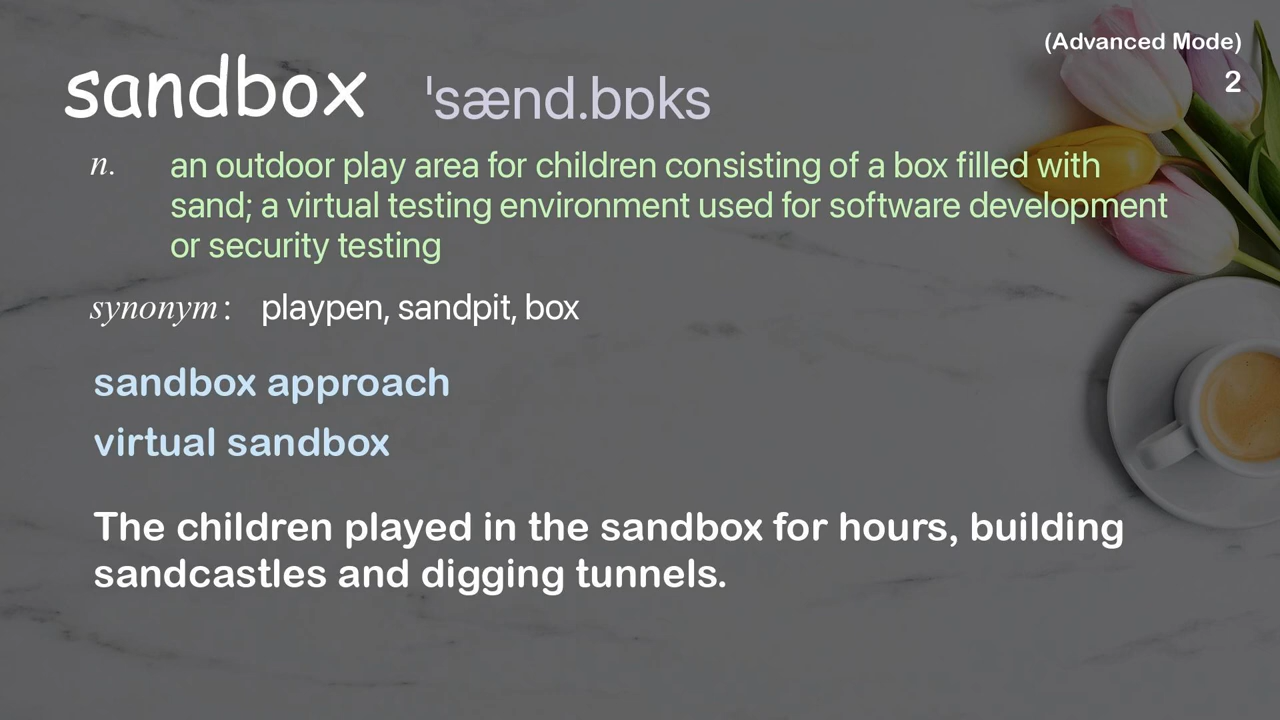 (Advanced Mode)
2
sandbox ˈsænd.bɒks
n. an outdoor play area for children consisting of a box filled with
sand; a virtual testing environment used for software development
or security testing
synonym: playpen, sandpit, box
sandbox approach
virtual sandbox
The children played in the sandbox for hours, building
sandcastles and digging tunnels.